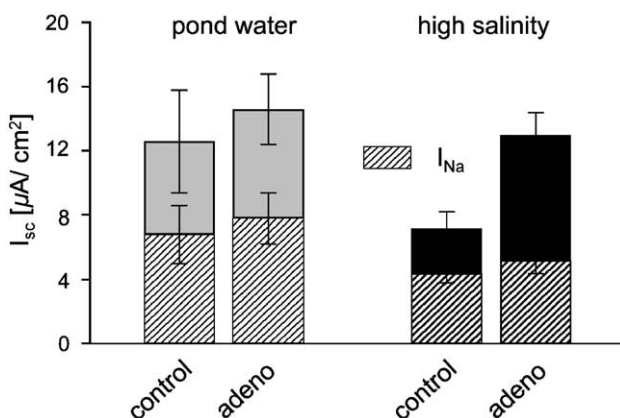 pond water
high salinity
I_sc [µA/ cm²]
20
16
12
8
4
0
I_Na
control
adeno
control
adeno